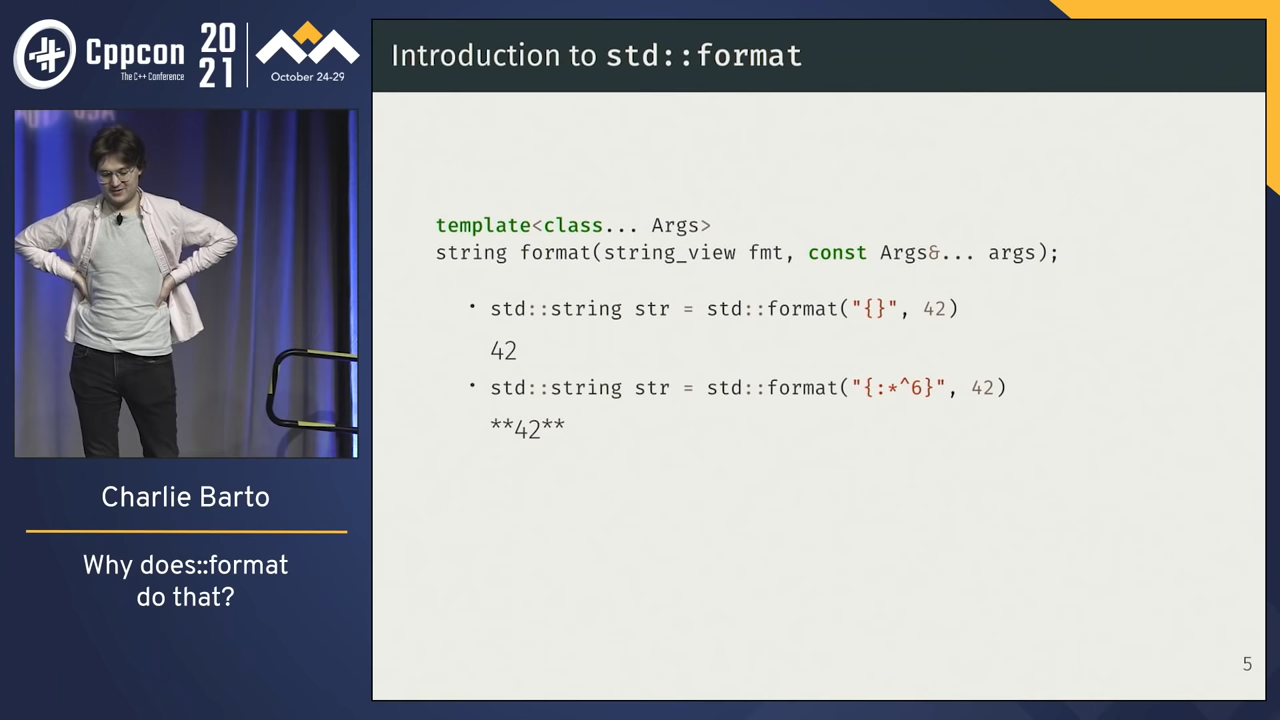 Cppcon
The C++ Conference
20
21
October 24-29
Introduction to std::format
template<class... Args>
string format(string_view fmt, const Args&... args);
• std::string str = std::format("{}", 42)
42
• std::string str = std::format("{:*^6}", 42)
**42**
Charlie Barto
Why does::format
do that?
5